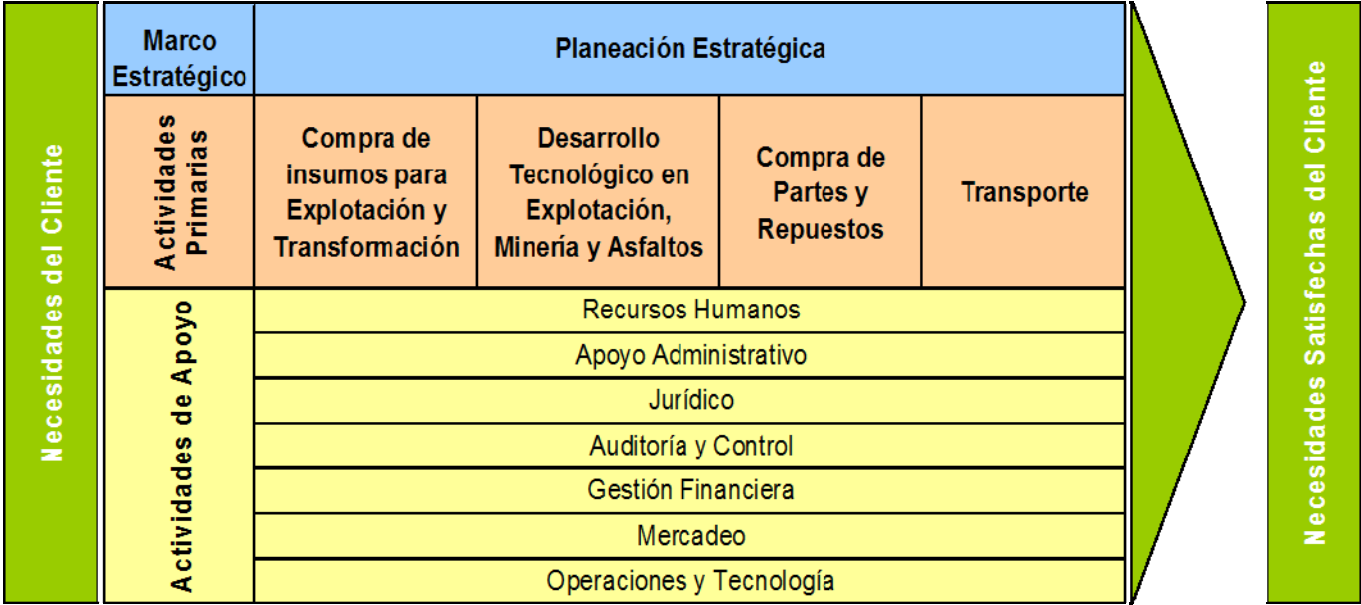 Necesidades del Cliente
Marco
Estratégico
Planeación Estratégica
Actividades
Primarias
Compra de
insumos para
Explotación y
Transformación
Desarrollo
Tecnológico en
Explotación,
Minería y Asfaltos
Compra de
Partes y
Repuestos
Transporte
Actividades de Apoyo
Recursos Humanos
Apoyo Administrativo
Jurídico
Auditoría y Control
Gestión Financiera
Mercadeo
Operaciones y Tecnología
Necesidades Satisfechas del Cliente